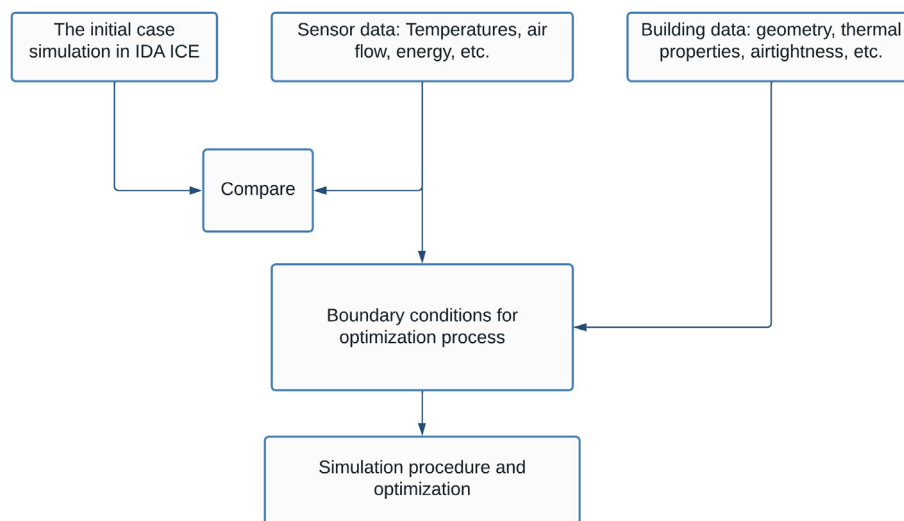 The initial case
simulation in IDA ICE
Sensor data: Temperatures, air
flow, energy, etc.
Building data: geometry, thermal
properties, airtightness, etc.
Compare
Boundary conditions for
optimization process
Simulation procedure and
optimization